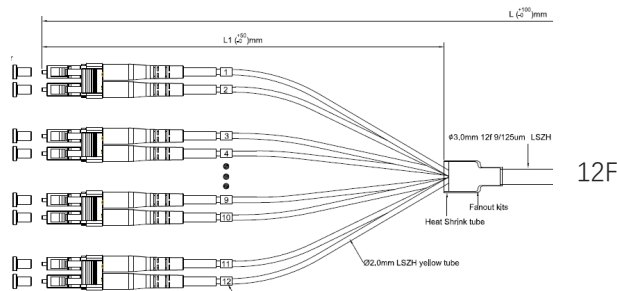 L (+100 -0)mm
L1 (+50 -0)mm
1
2
3
4
9
10
11
12
ø3.0mm 12f 9/125um LSZH
12F
Fanout kits
Heat Shrink tube
Ø2.0mm LSZH yellow tube